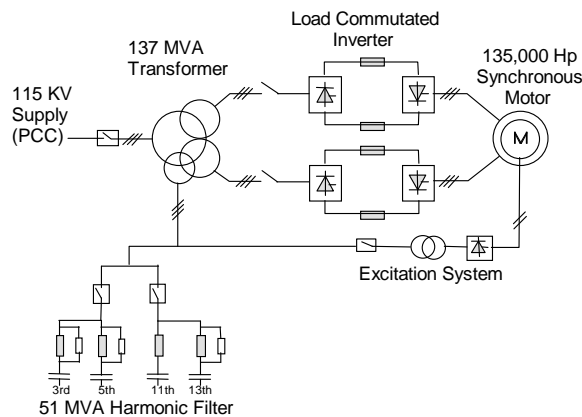 Load Commutated
Inverter
137 MVA
Transformer
135,000 Hp
Synchronous
Motor
115 KV
Supply
(PCC)
M
Excitation System
3rd 5th 11th 13th
51 MVA Harmonic Filter